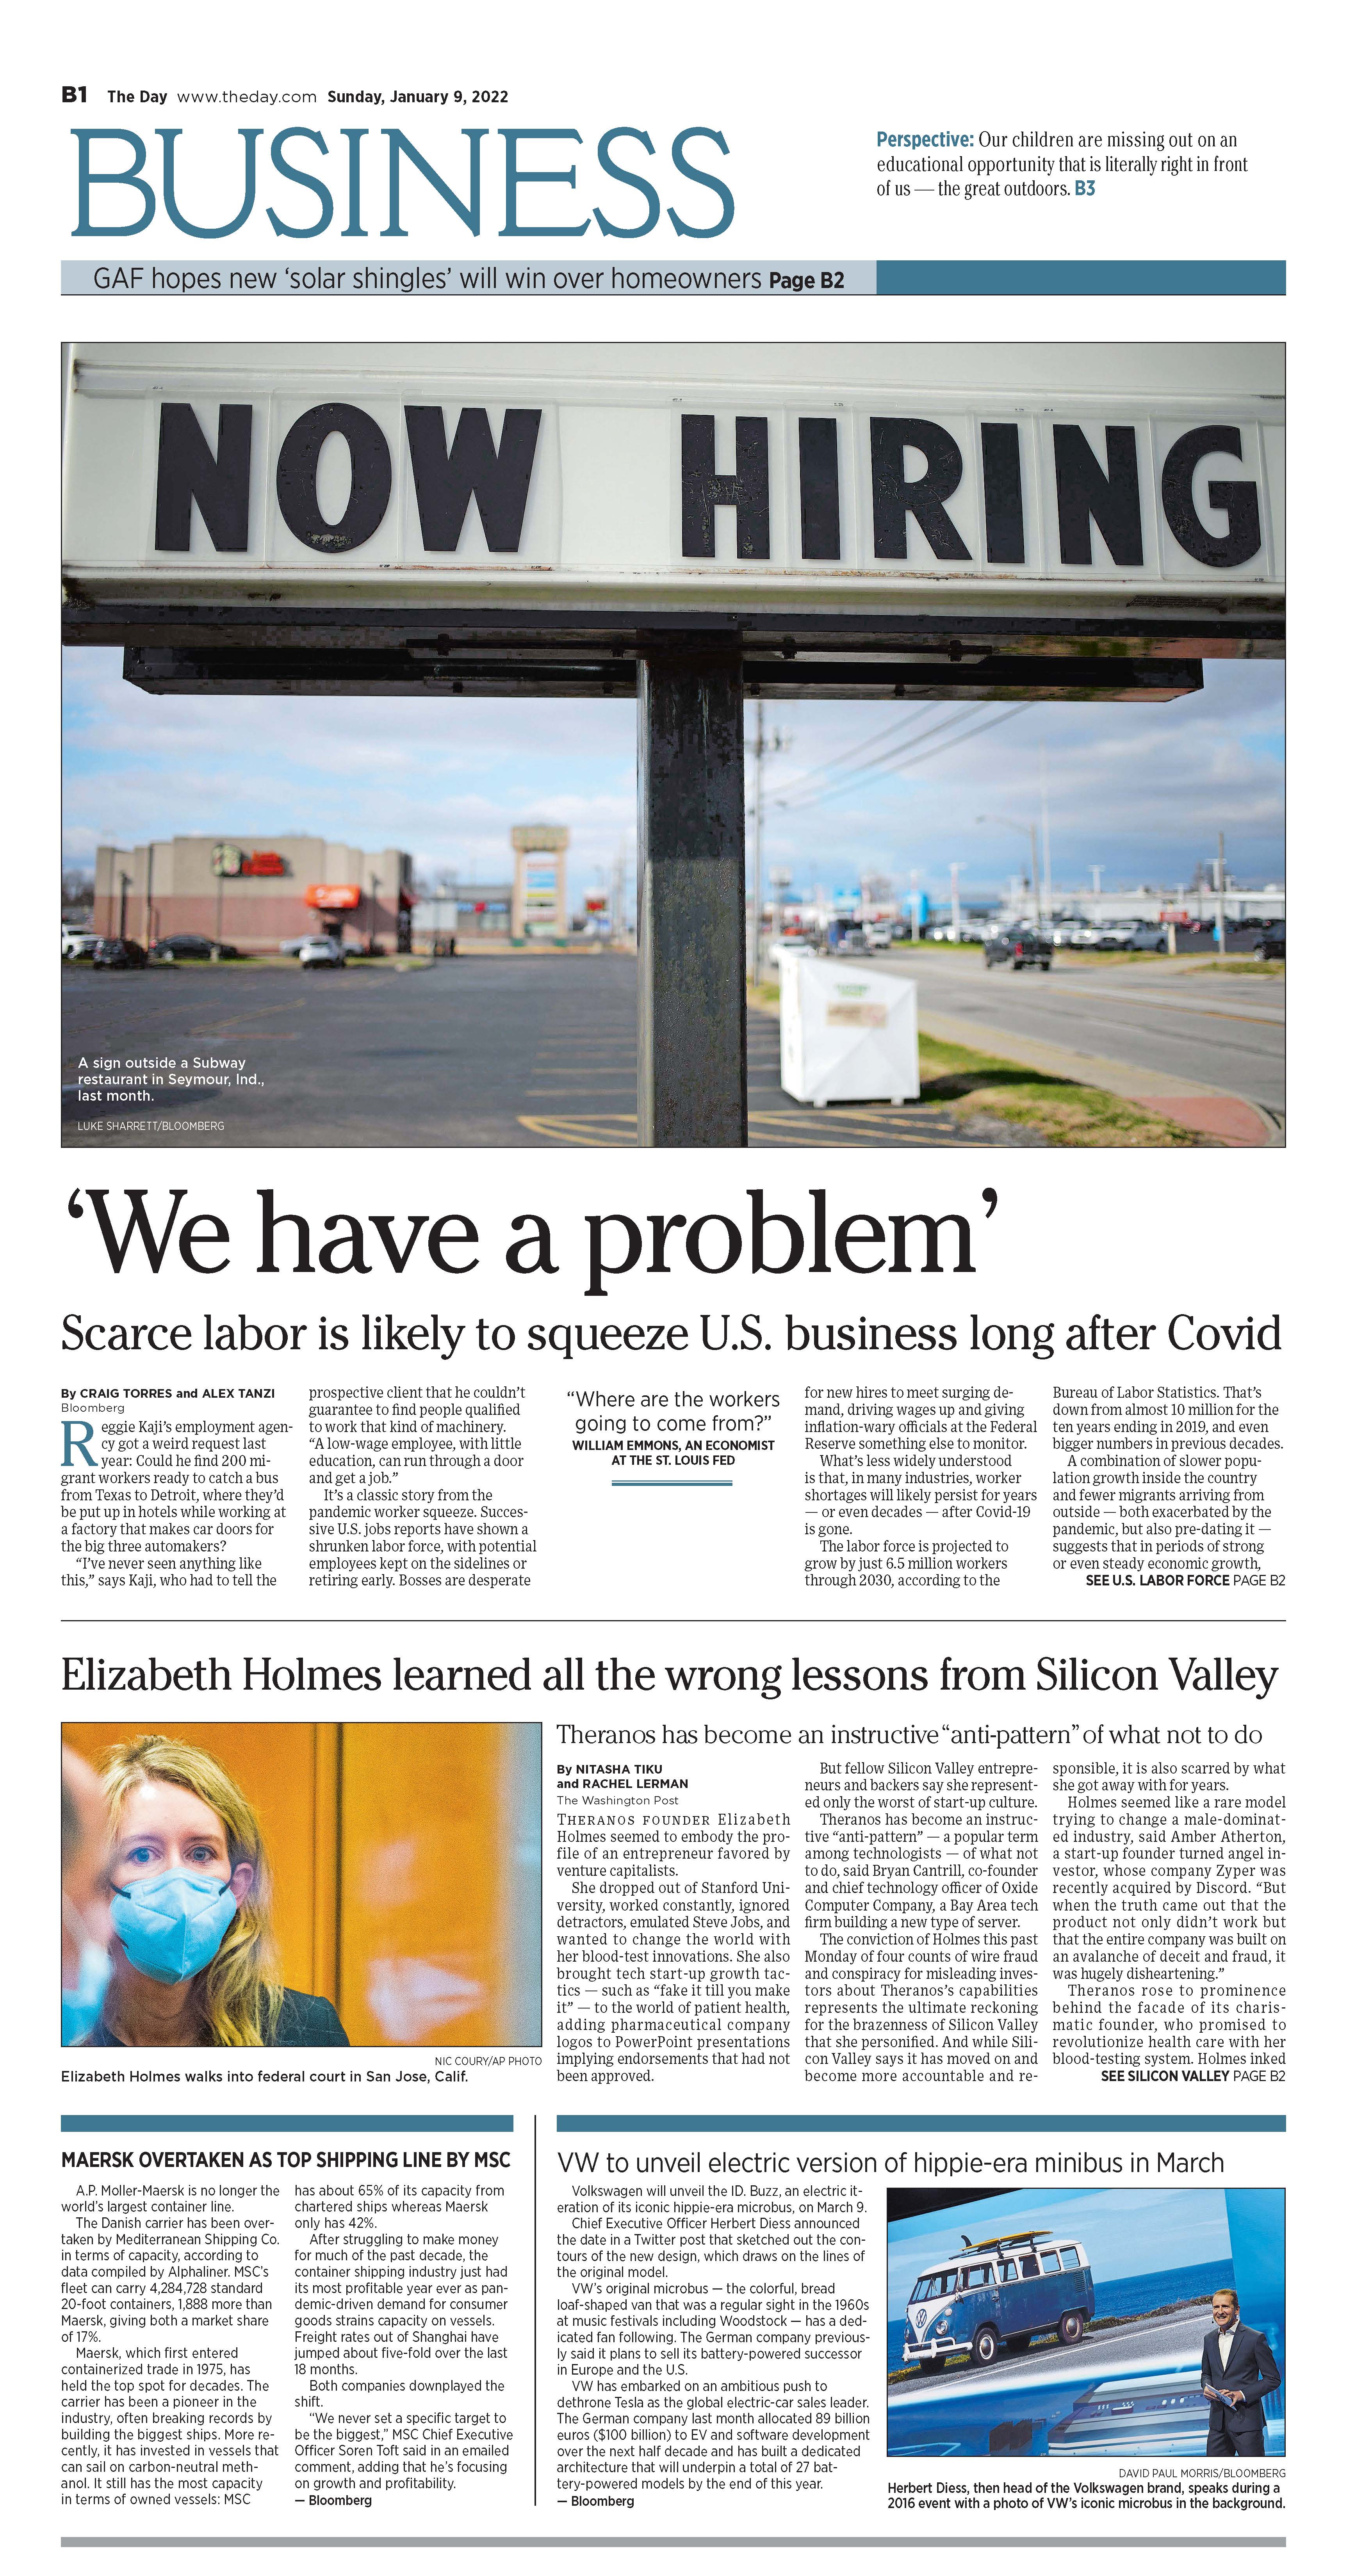 B1 The Day www.theday.com Sunday, January 9, 2022
BUSINESS
Perspective: Our children are missing out on an
educational opportunity that is literally right in front
of us — the great outdoors. B3
GAF hopes new ‘solar shingles’ will win over homeowners Page B2
NOW HIRING
A sign outside a Subway
restaurant in Seymour, Ind.,
last month.
LUKE SHARRETT/BLOOMBERG
‘We have a problem’
Scarce labor is likely to squeeze U.S. business long after Covid
By CRAIG TORRES and ALEX TANZI
Bloomberg
Reggie Kaji’s employment agen-
cy got a weird request last
year: Could he find 200 mi-
grant workers ready to catch a bus
from Texas to Detroit, where they’d
be put up in hotels while working at
a factory that makes car doors for
the big three automakers?
“I’ve never seen anything like
this,” says Kaji, who had to tell the
prospective client that he couldn’t
guarantee to find people qualified
to work that kind of machinery.
“A low-wage employee, with little
education, can run through a door
and get a job.”
It’s a classic story from the
pandemic worker squeeze. Succes-
sive U.S. jobs reports have shown a
shrunken labor force, with potential
employees kept on the sidelines or
retiring early. Bosses are desperate
“Where are the workers
going to come from?”
WILLIAM EMMONS, AN ECONOMIST
AT THE ST. LOUIS FED
for new hires to meet surging de-
mand, driving wages up and giving
inflation-wary officials at the Federal
Reserve something else to monitor.
What’s less widely understood
is that, in many industries, worker
shortages will likely persist for years
— or even decades — after Covid-19
is gone.
The labor force is projected to
grow by just 6.5 million workers
through 2030, according to the
Bureau of Labor Statistics. That’s
down from almost 10 million for the
ten years ending in 2019, and even
bigger numbers in previous decades.
A combination of slower popu-
lation growth inside the country
and fewer migrants arriving from
outside — both exacerbated by the
pandemic, but also pre-dating it —
suggests that in periods of strong
or even steady economic growth,
SEE U.S. LABOR FORCE PAGE B2
Elizabeth Holmes learned all the wrong lessons from Silicon Valley
NIC COURY/AP PHOTO
Elizabeth Holmes walks into federal court in San Jose, Calif.
Theranos has become an instructive “anti-pattern” of what not to do
By NITASHA TIKU
and RACHEL LERMAN
The Washington Post
THERANOS FOUNDER Elizabeth
Holmes seemed to embody the pro-
file of an entrepreneur favored by
venture capitalists.
She dropped out of Stanford Uni-
versity, worked constantly, ignored
detractors, emulated Steve Jobs, and
wanted to change the world with
her blood-test innovations. She also
brought tech start-up growth tac-
tics — such as “fake it till you make
it” — to the world of patient health,
adding pharmaceutical company
logos to PowerPoint presentations
implying endorsements that had not
been approved.
But fellow Silicon Valley entrepre-
neurs and backers say she represent-
ed only the worst of start-up culture.
Theranos has become an instruc-
tive “anti-pattern” — a popular term
among technologists — of what not
to do, said Bryan Cantrill, co-founder
and chief technology officer of Oxide
Computer Company, a Bay Area tech
firm building a new type of server.
The conviction of Holmes this past
Monday of four counts of wire fraud
and conspiracy for misleading inves-
tors about Theranos’s capabilities
represents the ultimate reckoning
for the brazenness of Silicon Valley
that she personified. And while Sili-
con Valley says it has moved on and
become more accountable and re-
sponsible, it is also scarred by what
she got away with for years.
Holmes seemed like a rare model
trying to change a male-dominat-
ed industry, said Amber Atherton,
a start-up founder turned angel in-
vestor, whose company Zyper was
recently acquired by Discord. “But
when the truth came out that the
product not only didn’t work but
that the entire company was built on
an avalanche of deceit and fraud, it
was hugely disheartening.”
Theranos rose to prominence
behind the facade of its charis-
matic founder, who promised to
revolutionize health care with her
blood-testing system. Holmes inked
SEE SILICON VALLEY PAGE B2
MAERSK OVERTAKEN AS TOP SHIPPING LINE BY MSC
A.P. Moller-Maersk is no longer the
world’s largest container line.
The Danish carrier has been over-
taken by Mediterranean Shipping Co.
in terms of capacity, according to
data compiled by Alphaliner. MSC’s
fleet can carry 4,284,728 standard
20-foot containers, 1,888 more than
Maersk, giving both a market share
of 17%.
Maersk, which first entered
containerized trade in 1975, has
held the top spot for decades. The
carrier has been a pioneer in the
industry, often breaking records by
building the biggest ships. More re-
cently, it has invested in vessels that
can sail on carbon-neutral meth-
anol. It still has the most capacity
in terms of owned vessels: MSC
has about 65% of its capacity from
chartered ships whereas Maersk
only has 42%.
After struggling to make money
for much of the past decade, the
container shipping industry just had
its most profitable year ever as pan-
demic-driven demand for consumer
goods strains capacity on vessels.
Freight rates out of Shanghai have
jumped about five-fold over the last
18 months.
Both companies downplayed the
shift.
“We never set a specific target to
be the biggest,” MSC Chief Executive
Officer Soren Toft said in an emailed
comment, adding that he’s focusing
on growth and profitability.
— Bloomberg
VW to unveil electric version of hippie-era minibus in March
Volkswagen will unveil the ID. Buzz, an electric it-
eration of its iconic hippie-era microbus, on March 9.
Chief Executive Officer Herbert Diess announced
the date in a Twitter post that sketched out the con-
tours of the new design, which draws on the lines of
the original model.
VW’s original microbus — the colorful, bread
loaf-shaped van that was a regular sight in the 1960s
at music festivals including Woodstock — has a ded-
icated fan following. The German company previous-
ly said it plans to sell its battery-powered successor
in Europe and the U.S.
VW has embarked on an ambitious push to
dethrone Tesla as the global electric-car sales leader.
The German company last month allocated 89 billion
euros ($100 billion) to EV and software development
over the next half decade and has built a dedicated
architecture that will underpin a total of 27 bat-
tery-powered models by the end of this year.
— Bloomberg
DAVID PAUL MORRIS/BLOOMBERG
Herbert Diess, then head of the Volkswagen brand, speaks during a
2016 event with a photo of VW’s iconic microbus in the background.